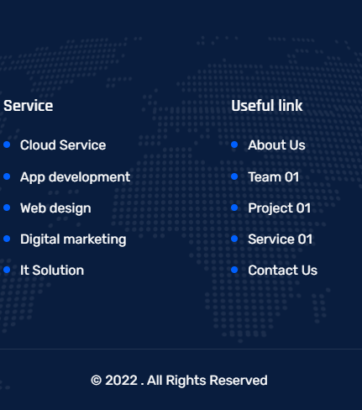 Service
Cloud Service
App development
Web design
Digital marketing
It Solution
Useful link
About Us
Team 01
Project 01
Service 01
Contact Us
© 2022 . All Rights Reserved